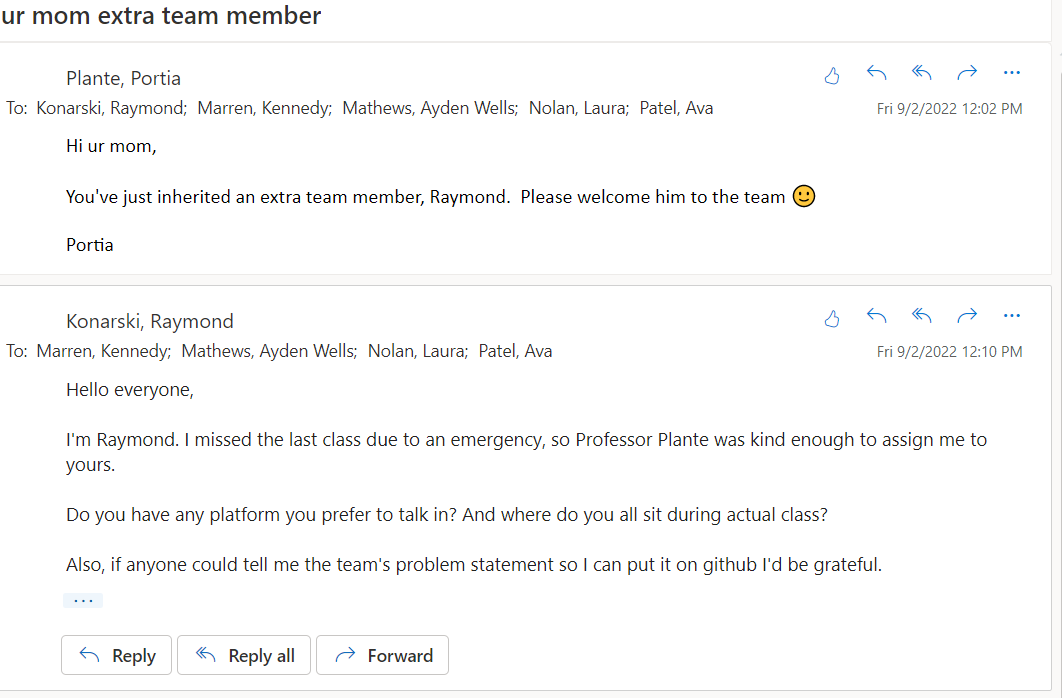 ur mom extra team member
Plante, Portia
To: Konarski, Raymond; Marren, Kennedy; Mathews, Ayden Wells; Nolan, Laura; Patel, Ava
Fri 9/2/2022 12:02 PM
Hi ur mom,
You've just inherited an extra team member, Raymond.  Please welcome him to the team 🙂
Portia
Konarski, Raymond
To: Marren, Kennedy; Mathews, Ayden Wells; Nolan, Laura; Patel, Ava
Fri 9/2/2022 12:10 PM
Hello everyone,
I'm Raymond. I missed the last class due to an emergency, so Professor Plante was kind enough to assign me to
yours.
Do you have any platform you prefer to talk in? And where do you all sit during actual class?
Also, if anyone could tell me the team's problem statement so I can put it on github I'd be grateful.
...
Reply Reply all Forward